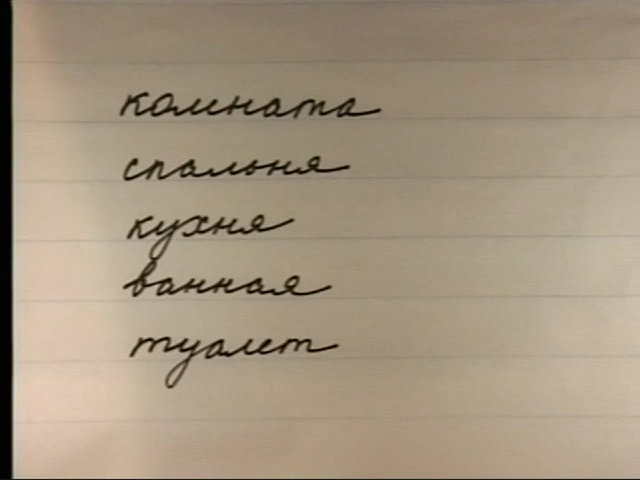 комната
спальня
кухня
ванная
туалет